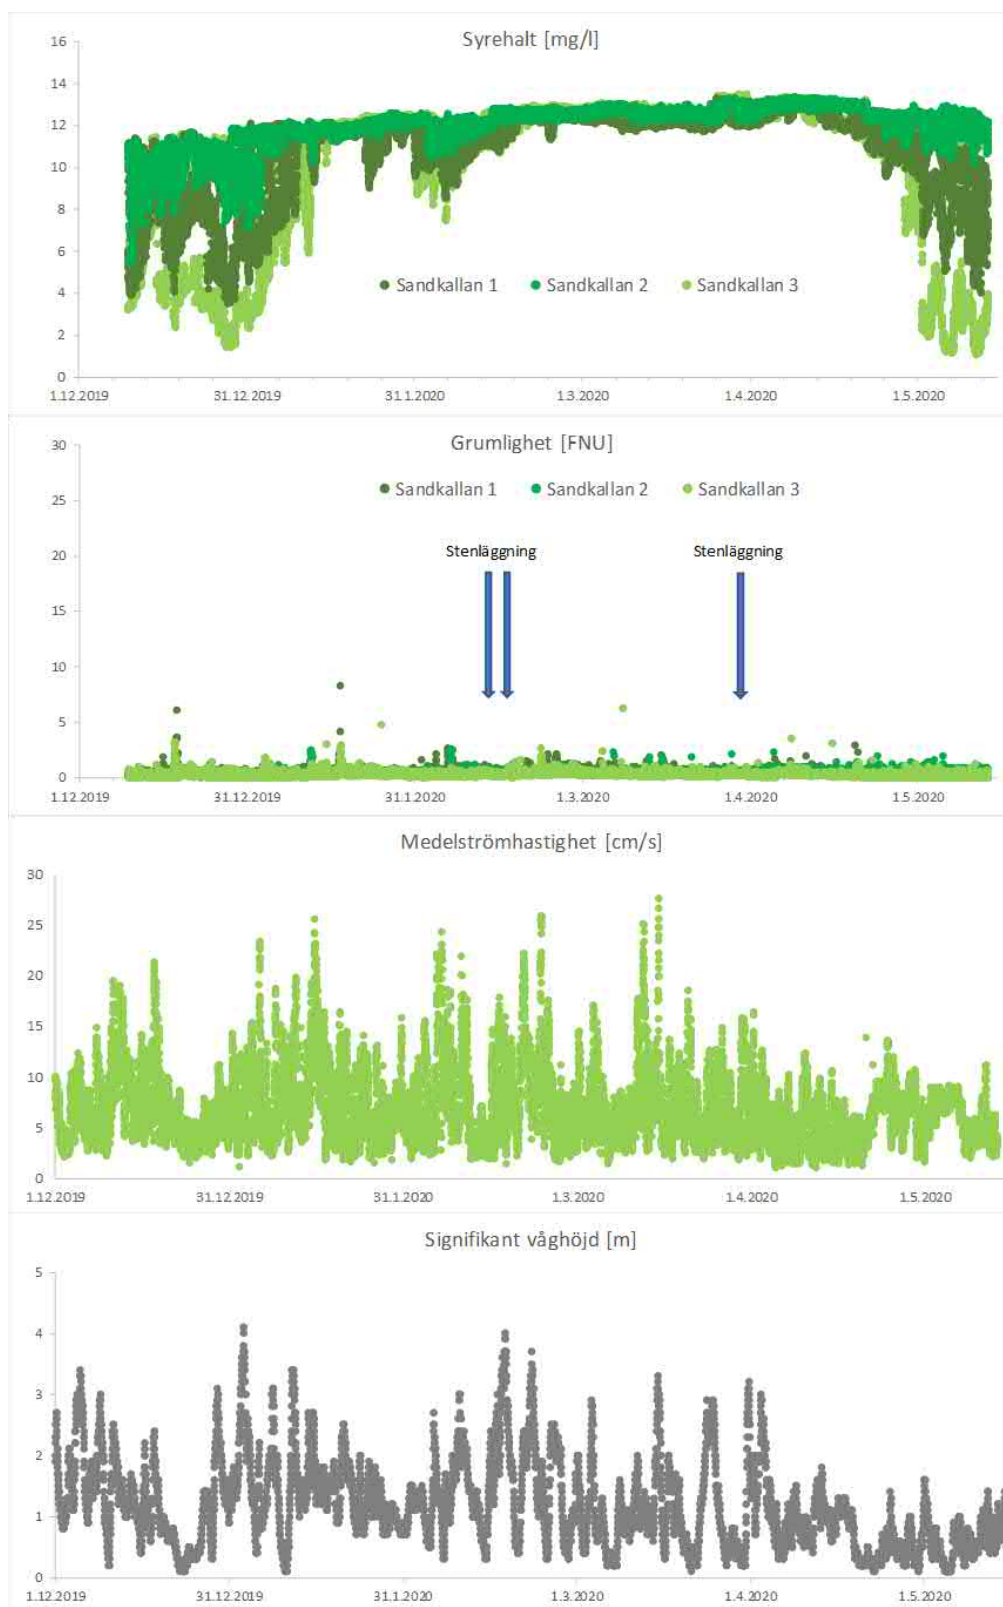 Syrehalt [mg/l]
16
14
12
10
8
6
4
2
0
Sandkallan 1 Sandkallan 2 Sandkallan 3
1.12.2019 31.12.2019 31.1.2020 1.3.2020 1.4.2020 1.5.2020
Grumlighet [FNU]
30
25
20
15
10
5
0
Sandkallan 1 Sandkallan 2 Sandkallan 3
Stenläggning Stenläggning
1.12.2019 31.12.2019 31.1.2020 1.3.2020 1.4.2020 1.5.2020
Medelströmhastighet [cm/s]
30
25
20
15
10
5
0
1.12.2019 31.12.2019 31.1.2020 1.3.2020 1.4.2020 1.5.2020
Signifikant våghöjd [m]
5
4
3
2
1
0
1.12.2019 31.12.2019 31.1.2020 1.3.2020 1.4.2020 1.5.2020